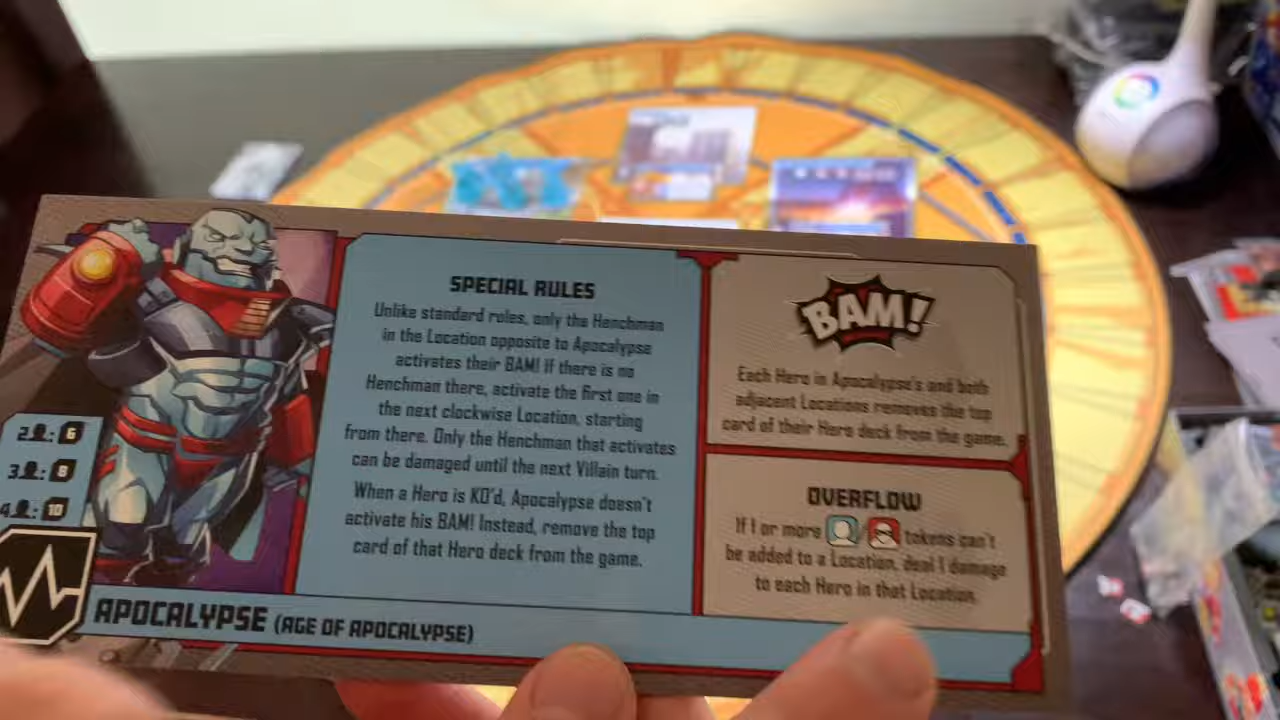 SPECIAL RULES
Unlike standard rules, only the Henchman
in the Location opposite to Apocalypse
activates their BAM! If there is no
Henchman there, activate the first one in
the next clockwise Location, starting
from there. Only the Henchman that activates
can be damaged until the next Villain turn.
When a Hero is KO'd, Apocalypse doesn't
activate his BAM! Instead, remove the top
card of that Hero deck from the game.
BAM!
Each Hero in Apocalypse's and both
adjacent Locations removes the top
card of their Hero deck from the game.
OVERFLOW
If 1 or more / tokens can't
be added to a Location, deal 1 damage
to each Hero in that Location.
2 : 6
3 : 8
4 : 10
APOCALYPSE (AGE OF APOCALYPSE)